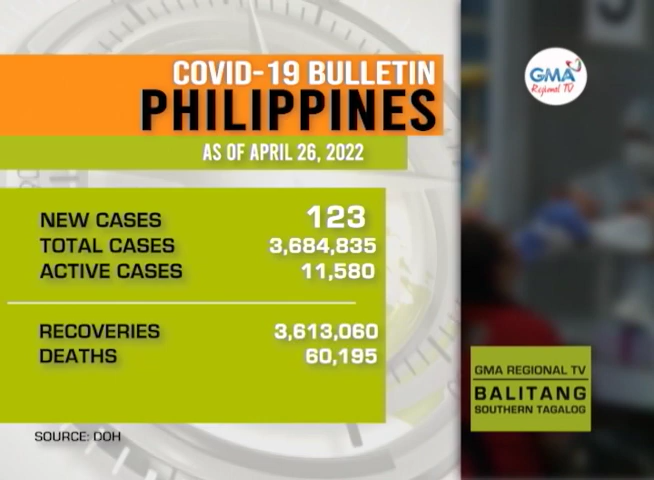 COVID-19 BULLETIN
PHILIPPINES
AS OF APRIL 26, 2022
GMA
Regional TV
NEW CASES 123
TOTAL CASES 3,684,835
ACTIVE CASES 11,580
RECOVERIES 3,613,060
DEATHS 60,195
GMA REGIONAL TV
BALITANG
SOUTHERN TAGALOG
SOURCE: DOH